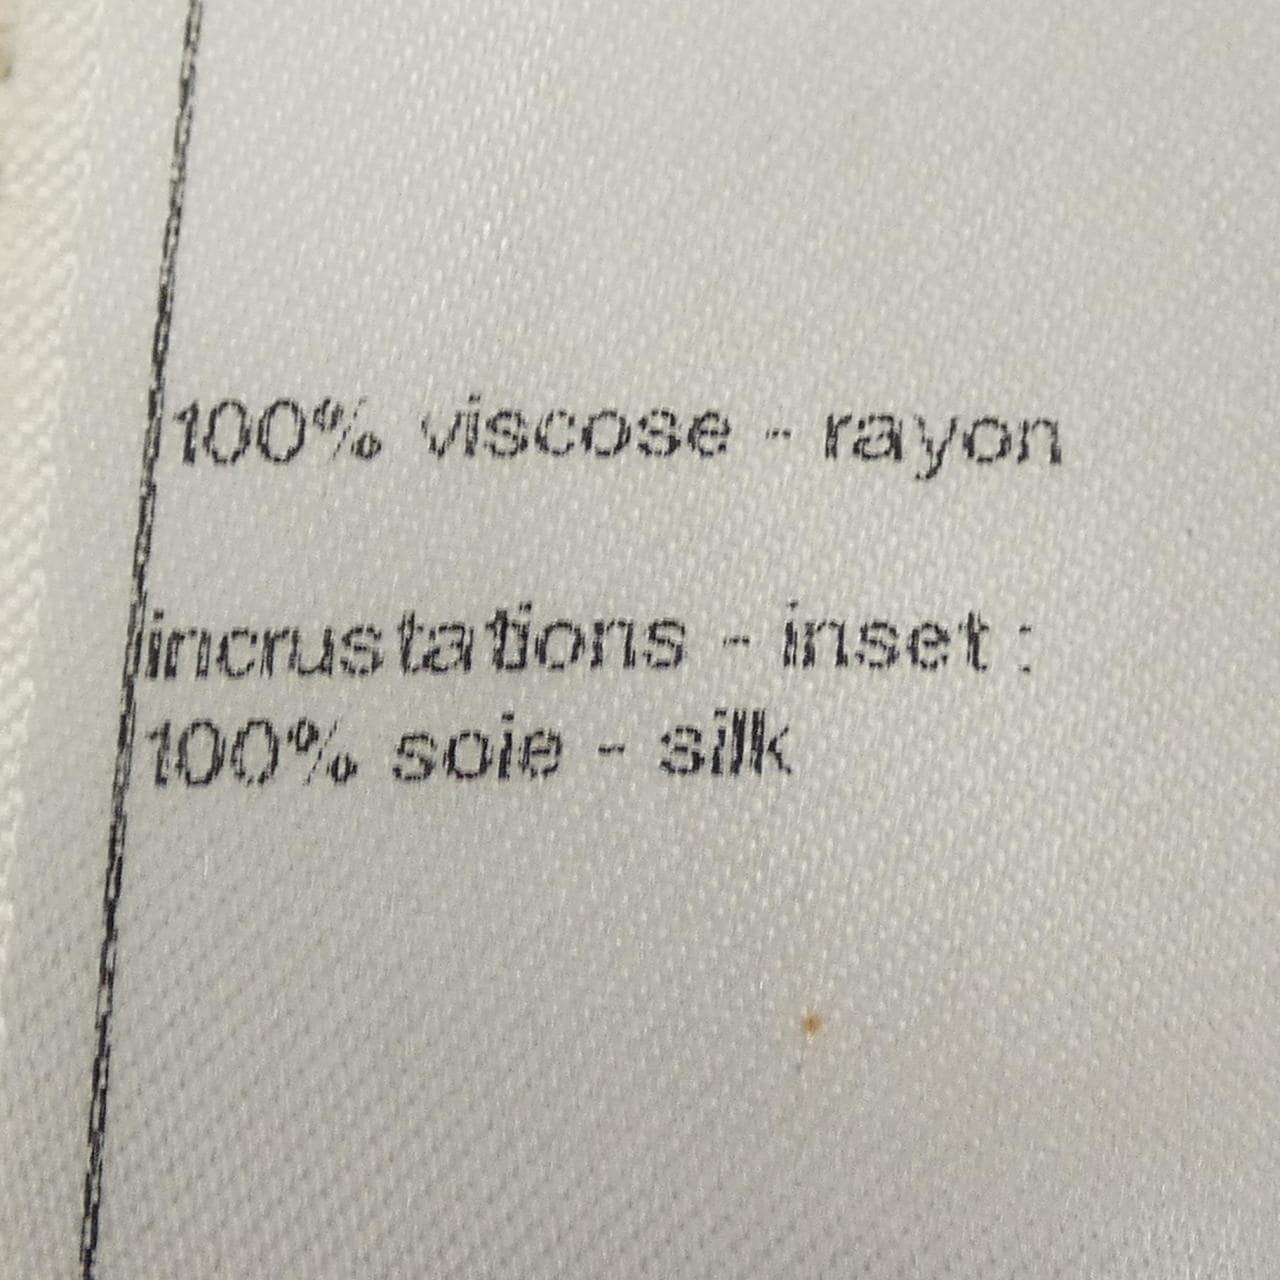 100% viscose - rayon
incrustations - inset :
100% soie - silk